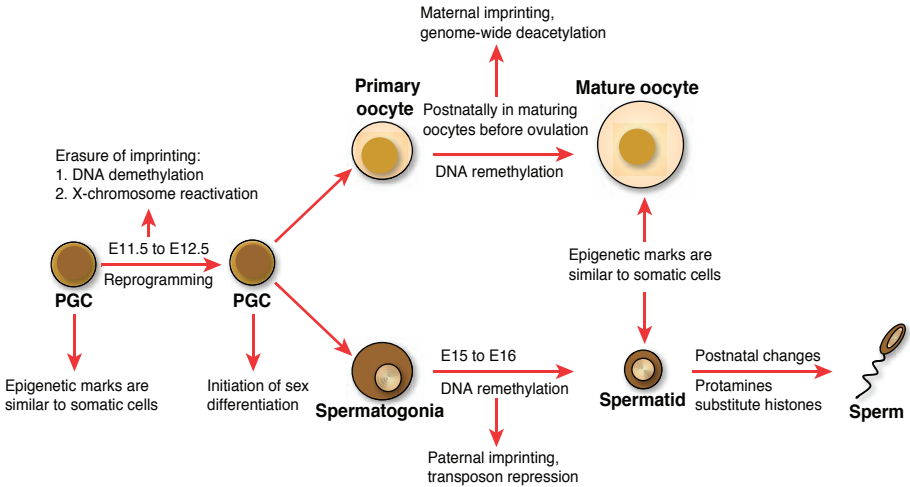 Maternal imprinting,
genome-wide deacetylation
Primary
oocyte
Postnatally in maturing
oocytes before ovulation
DNA remethylation
Mature oocyte
Erasure of imprinting:
1. DNA demethylation
2. X-chromosome reactivation
E11.5 to E12.5
Reprogramming
PGC
PGC
Epigenetic marks are
similar to somatic cells
Epigenetic marks are
similar to somatic cells
Initiation of sex
differentiation
Spermatogonia
E15 to E16
DNA remethylation
Spermatid
Postnatal changes
Protamines
substitute histones
Sperm
Paternal imprinting,
transposon repression